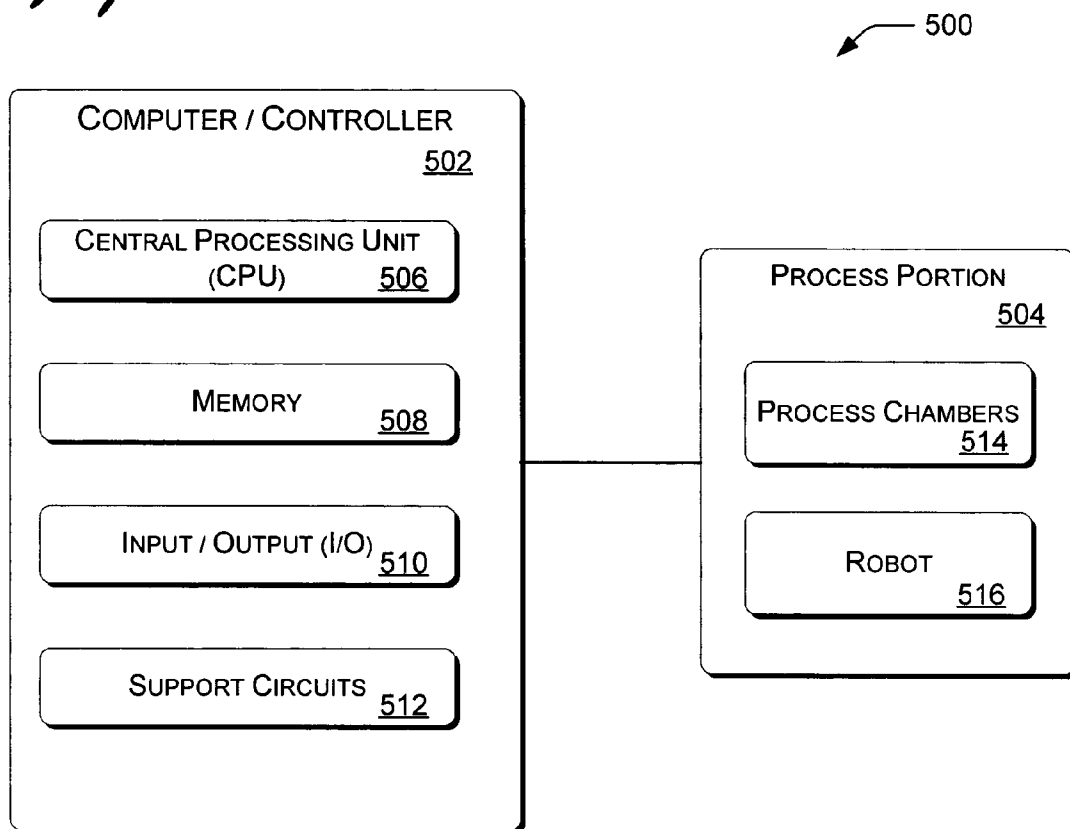 500
COMPUTER / CONTROLLER
502
CENTRAL PROCESSING UNIT
(CPU) 506
MEMORY
508
INPUT / OUTPUT (I/O)
510
SUPPORT CIRCUITS
512
PROCESS PORTION
504
PROCESS CHAMBERS
514
ROBOT
516